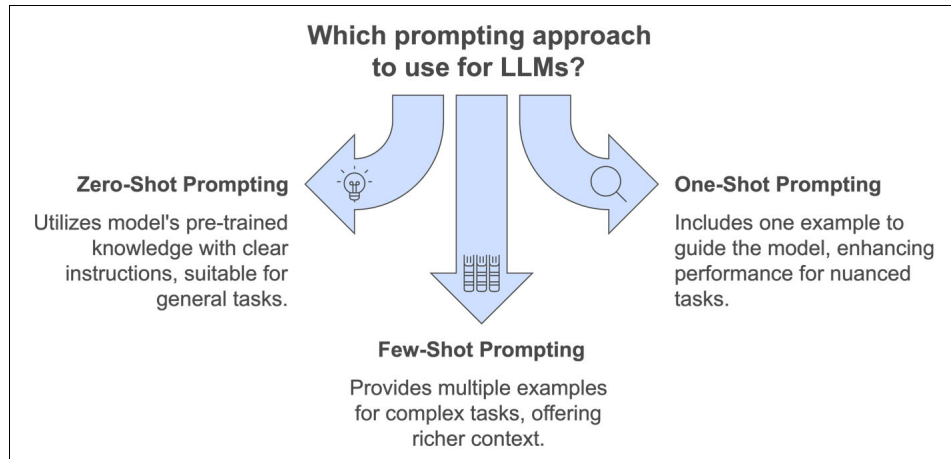 Which prompting approach
to use for LLMs?
Zero-Shot Prompting
Utilizes model's pre-trained
knowledge with clear
instructions, suitable for
general tasks.
One-Shot Prompting
Includes one example to
guide the model, enhancing
performance for nuanced
tasks.
Few-Shot Prompting
Provides multiple examples
for complex tasks, offering
richer context.